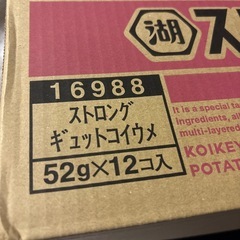 湖
16988
ストロング
ギュットコイウメ
52g×12コ入
It is a special ta
ingredients, al
multi-layered
KOIKEY
POTAT